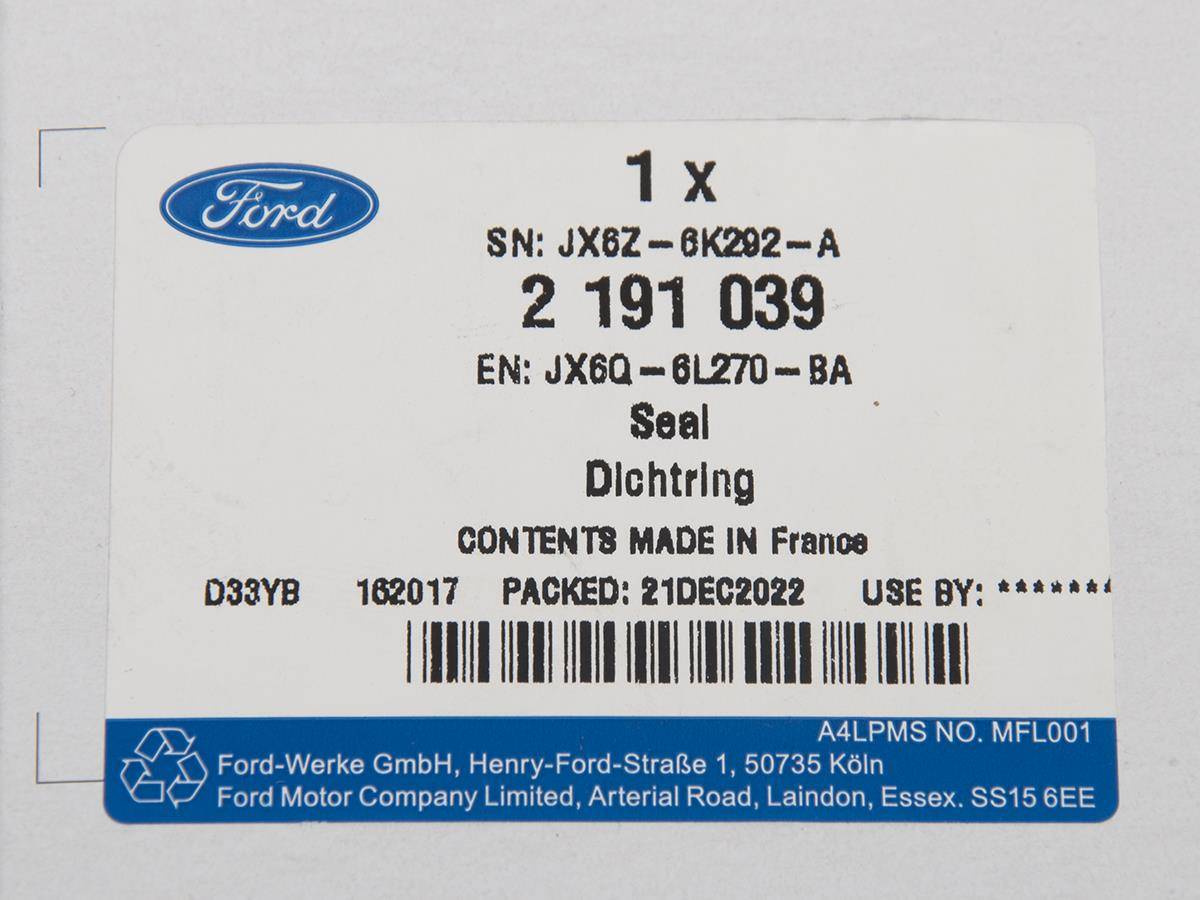 Ford
1 x
SN: JX6Z-6K292-A
2 191 039
EN: JX6Q-6L270-BA
Seal
Dichtring
CONTENTS MADE IN France
D33YB 162017 PACKED: 21DEC2022 USE BY: *******
A4LPMS NO. MFL001
Ford-Werke GmbH, Henry-Ford-Straße 1, 50735 Köln
Ford Motor Company Limited, Arterial Road, Laindon, Essex. SS15 6EE